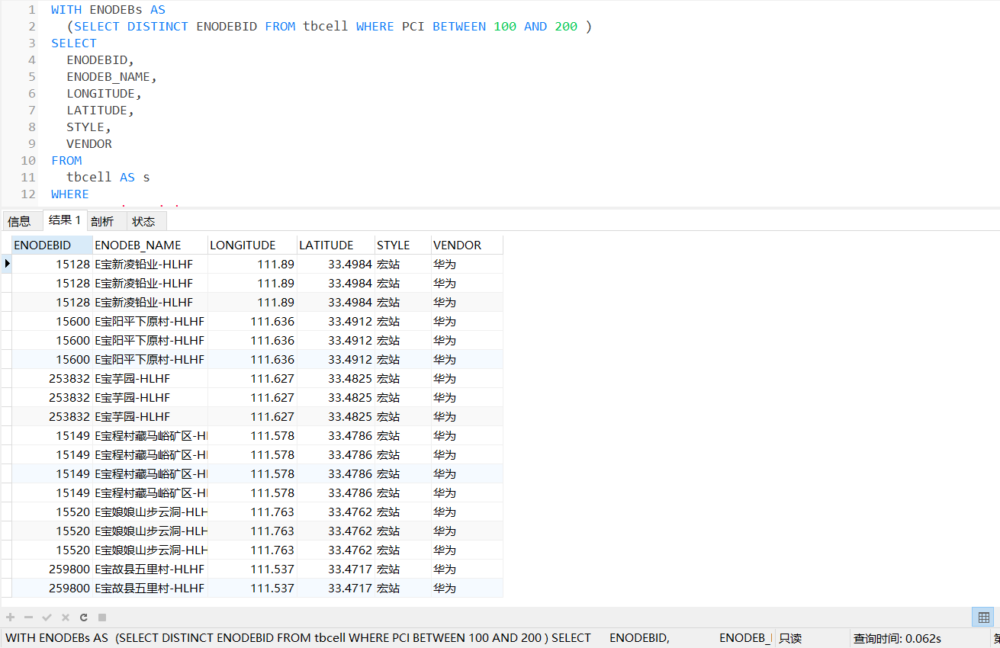 1 WITH ENODEBs AS
2 (SELECT DISTINCT ENODEBID FROM tbcell WHERE PCI BETWEEN 100 AND 200 )
3 SELECT
4 ENODEBID,
5 ENODEB_NAME,
6 LONGITUDE,
7 LATITUDE,
8 STYLE,
9 VENDOR
10 FROM
11 tbcell AS s
12 WHERE
信息 结果 1 剖析 状态
ENODEBID ENODEB_NAME LONGITUDE LATITUDE STYLE VENDOR
15128 E宝新凌铅业-HLHF 111.89 33.4984 宏站 华为
15128 E宝新凌铅业-HLHF 111.89 33.4984 宏站 华为
15128 E宝新凌铅业-HLHF 111.89 33.4984 宏站 华为
15600 E宝阳平下原村-HLHF 111.636 33.4912 宏站 华为
15600 E宝阳平下原村-HLHF 111.636 33.4912 宏站 华为
15600 E宝阳平下原村-HLHF 111.636 33.4912 宏站 华为
253832 E宝芋园-HLHF 111.627 33.4825 宏站 华为
253832 E宝芋园-HLHF 111.627 33.4825 宏站 华为
253832 E宝芋园-HLHF 111.627 33.4825 宏站 华为
15149 E宝程村藏马峪矿区-HI 111.578 33.4786 宏站 华为
15149 E宝程村藏马峪矿区-HI 111.578 33.4786 宏站 华为
15149 E宝程村藏马峪矿区-HI 111.578 33.4786 宏站 华为
15149 E宝程村藏马峪矿区-HI 111.578 33.4786 宏站 华为
15520 E宝娘娘山步云洞-HLH 111.763 33.4762 宏站 华为
15520 E宝娘娘山步云洞-HLH 111.763 33.4762 宏站 华为
15520 E宝娘娘山步云洞-HLH 111.763 33.4762 宏站 华为
259800 E宝故县五里村-HLHF 111.537 33.4717 宏站 华为
259800 E宝故县五里村-HLHF 111.537 33.4717 宏站 华为
WITH ENODEBs AS (SELECT DISTINCT ENODEBID FROM tbcell WHERE PCI BETWEEN 100 AND 200 ) SELECT ENODEBID, ENODEB_ 只读 查询时间: 0.062s